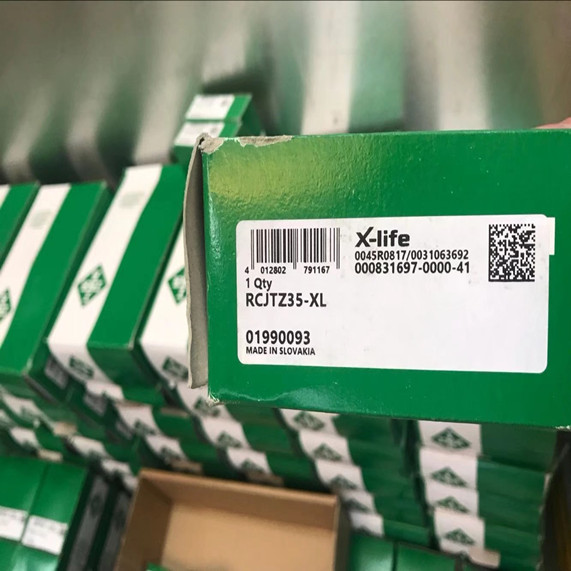 X-life
0045R0817/0031063692
000831697-0000-41
4 012802 791167
1 Qty
RCJTZ35-XL
01990093
MADE IN SLOVAKIA